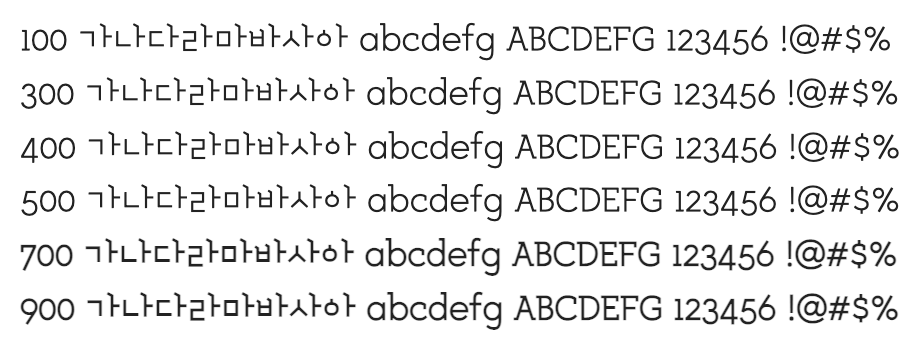 100 가나다라마바사아 abcdefg ABCDEFG 123456 !@#$%
300 가나다라마바사아 abcdefg ABCDEFG 123456 !@#$%
400 가나다라마바사아 abcdefg ABCDEFG 123456 !@#$%
500 가나다라마바사아 abcdefg ABCDEFG 123456 !@#$%
700 가나다라마바사아 abcdefg ABCDEFG 123456 !@#$%
900 가나다라마바사아 abcdefg ABCDEFG 123456 !@#$%